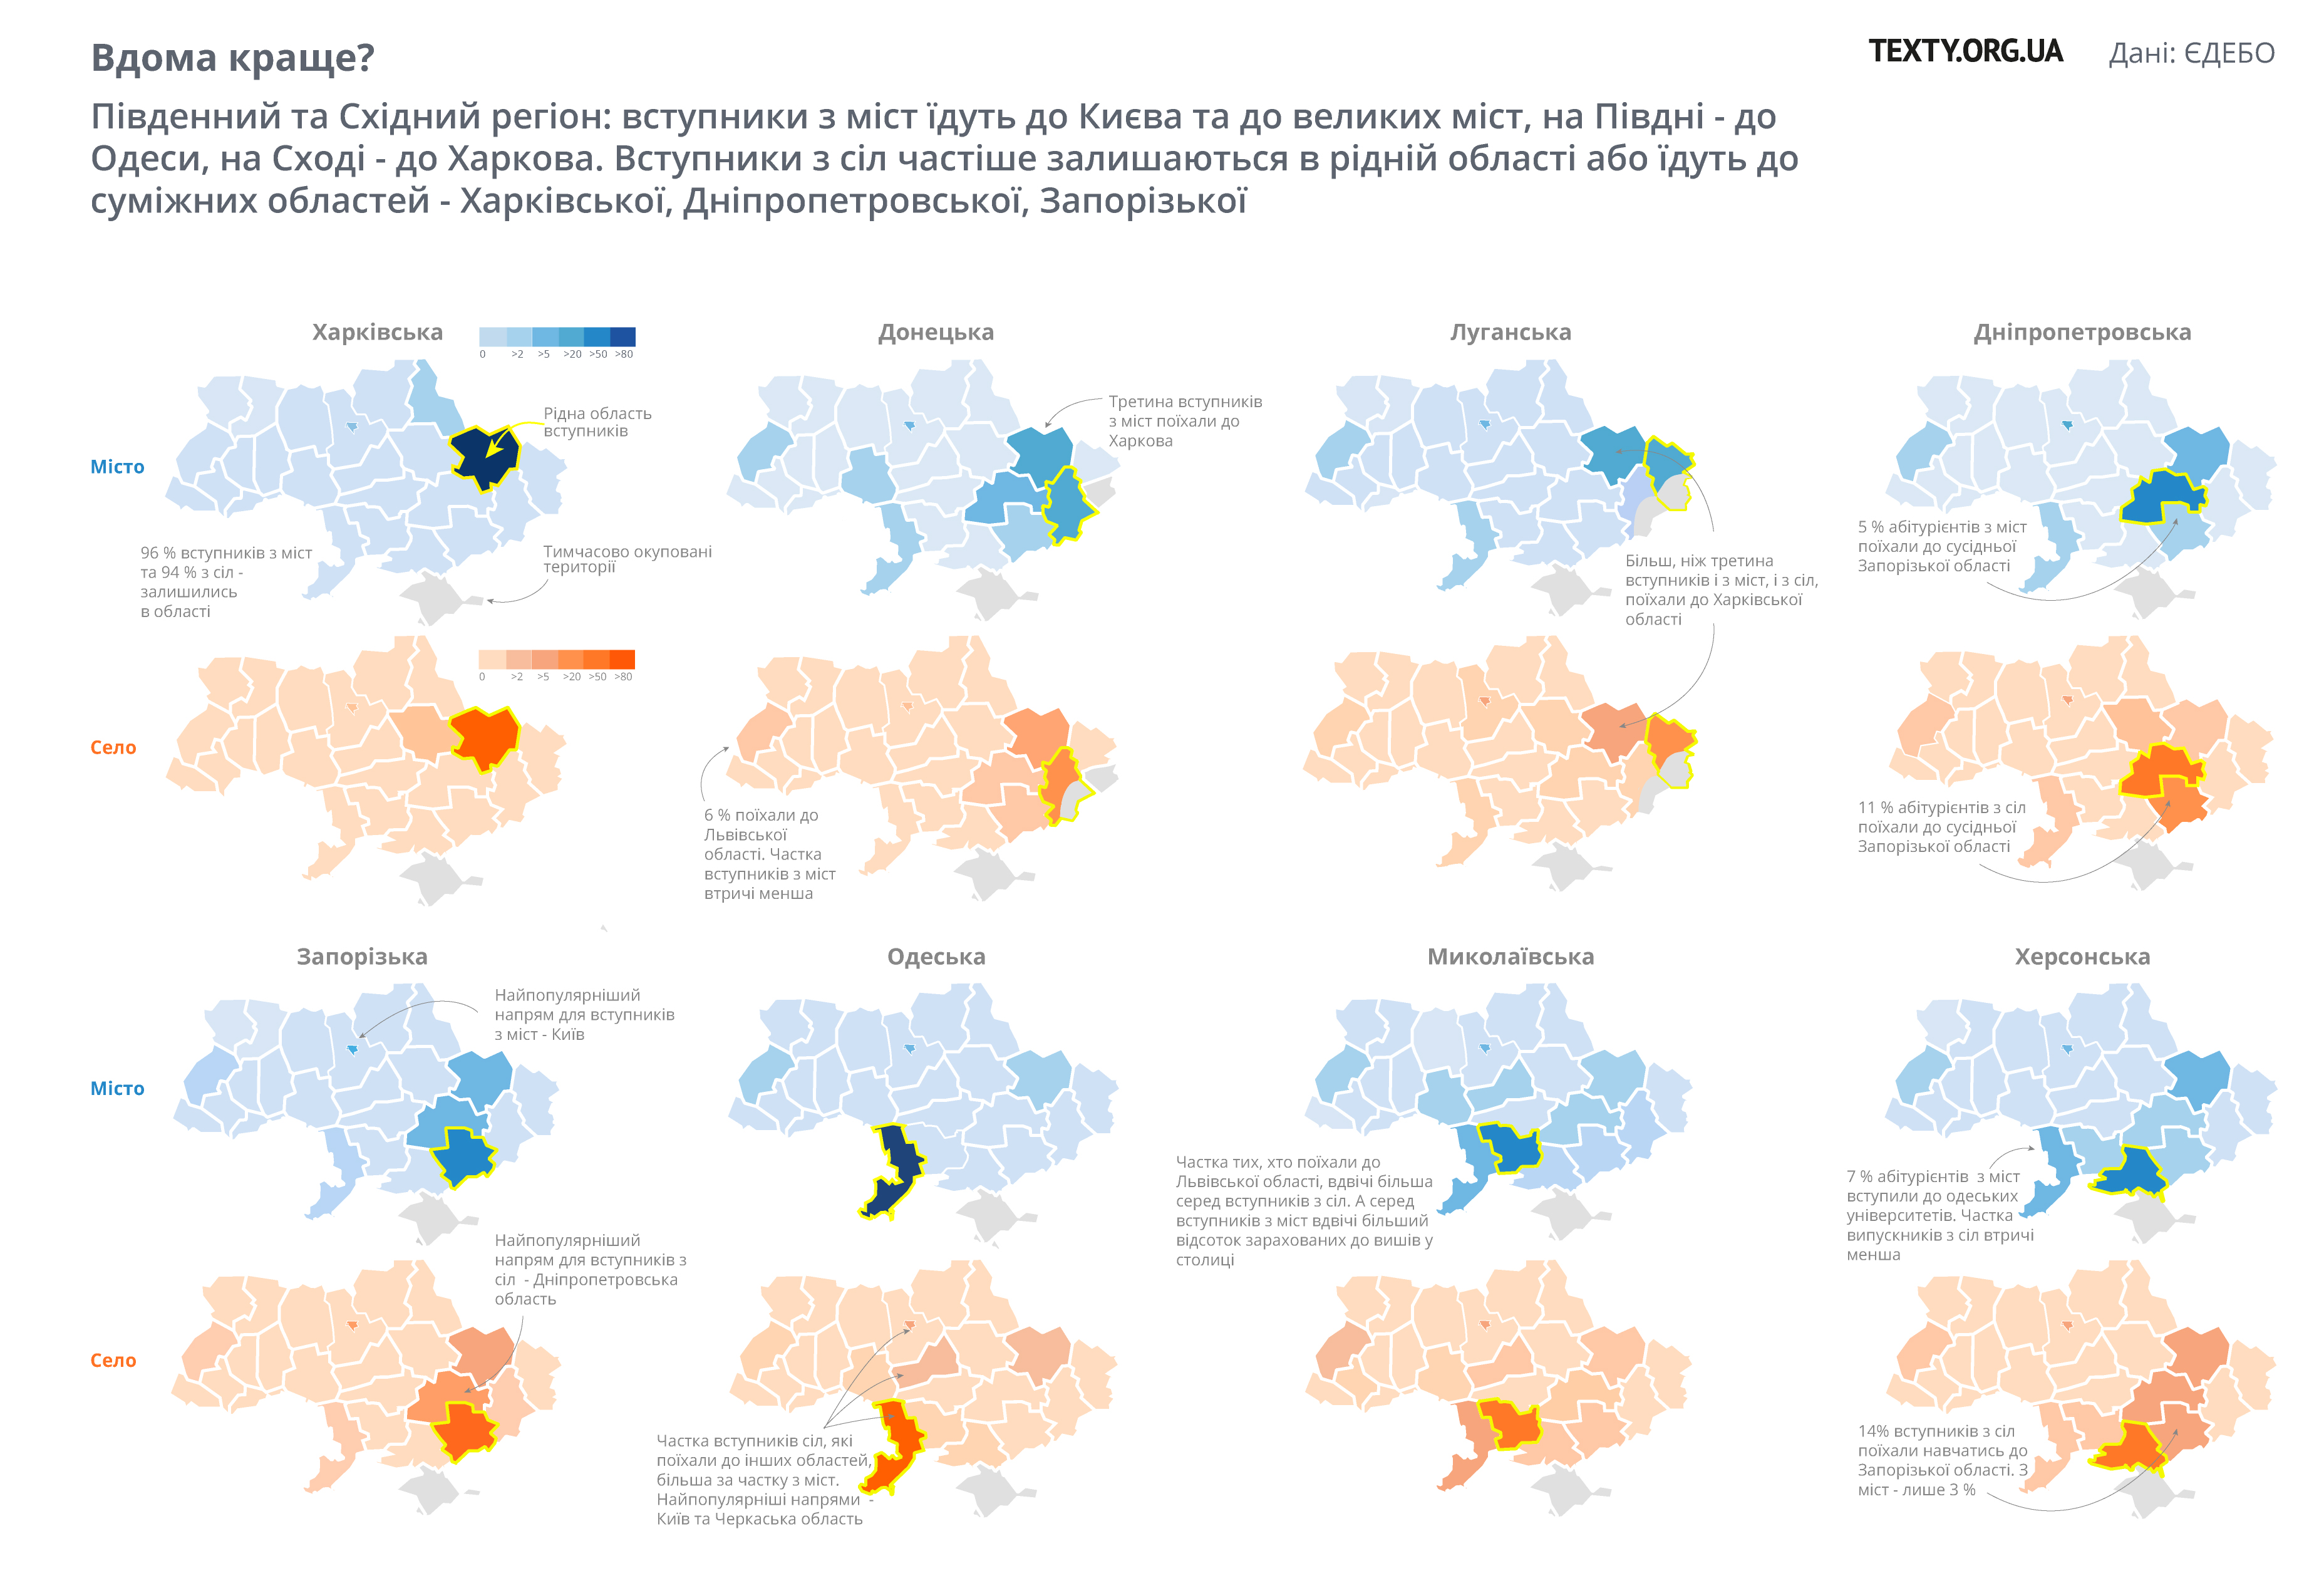 Вдома краще?
TEXTY.ORG.UA
Дані: ЄДЕБО
Південний та Східний регіон: вступники з міст їдуть до Києва та до великих міст, на Півдні - до
Одеси, на Сході - до Харкова. Вступники з сіл частіше залишаються в рідній області або їдуть до
суміжних областей - Харківської, Дніпропетровської, Запорізької
Харківська
0 >2 >5 >20 >50 >80
Донецька
Луганська
Дніпропетровська
Місто
Рідна область
вступників
96 % вступників з міст
та 94 % з сіл -
залишились
в області
Тимчасово окуповані
території
Третина вступників
з міст поїхали до
Харкова
Більш, ніж третина
вступників і з міст, і з сіл,
поїхали до Харківської
області
5 % абітурієнтів з міст
поїхали до сусідньої
Запорізької області
0 >2 >5 >20 >50 >80
Село
6 % поїхали до
Львівської
області. Частка
вступників з міст
втричі менша
11 % абітурієнтів з сіл
поїхали до сусідньої
Запорізької області
Запорізька
Одеська
Миколаївська
Херсонська
Місто
Найпопулярніший
напрям для вступників
з міст - Київ
Частка тих, хто поїхали до
Львівської області, вдвічі більша
серед вступників з сіл. А серед
вступників з міст вдвічі більший
відсоток зарахованих до вишів у
столиці
7 % абітурієнтів з міст
вступили до одеських
університетів. Частка
випускників з сіл втричі
менша
Село
Найпопулярніший
напрям для вступників з
сіл - Дніпропетровська
область
Частка вступників сіл, які
поїхали до інших областей,
більша за частку з міст.
Найпопулярніші напрями -
Київ та Черкаська область
14% вступників з сіл
поїхали навчатись до
Запорізької області. З
міст - лише 3 %